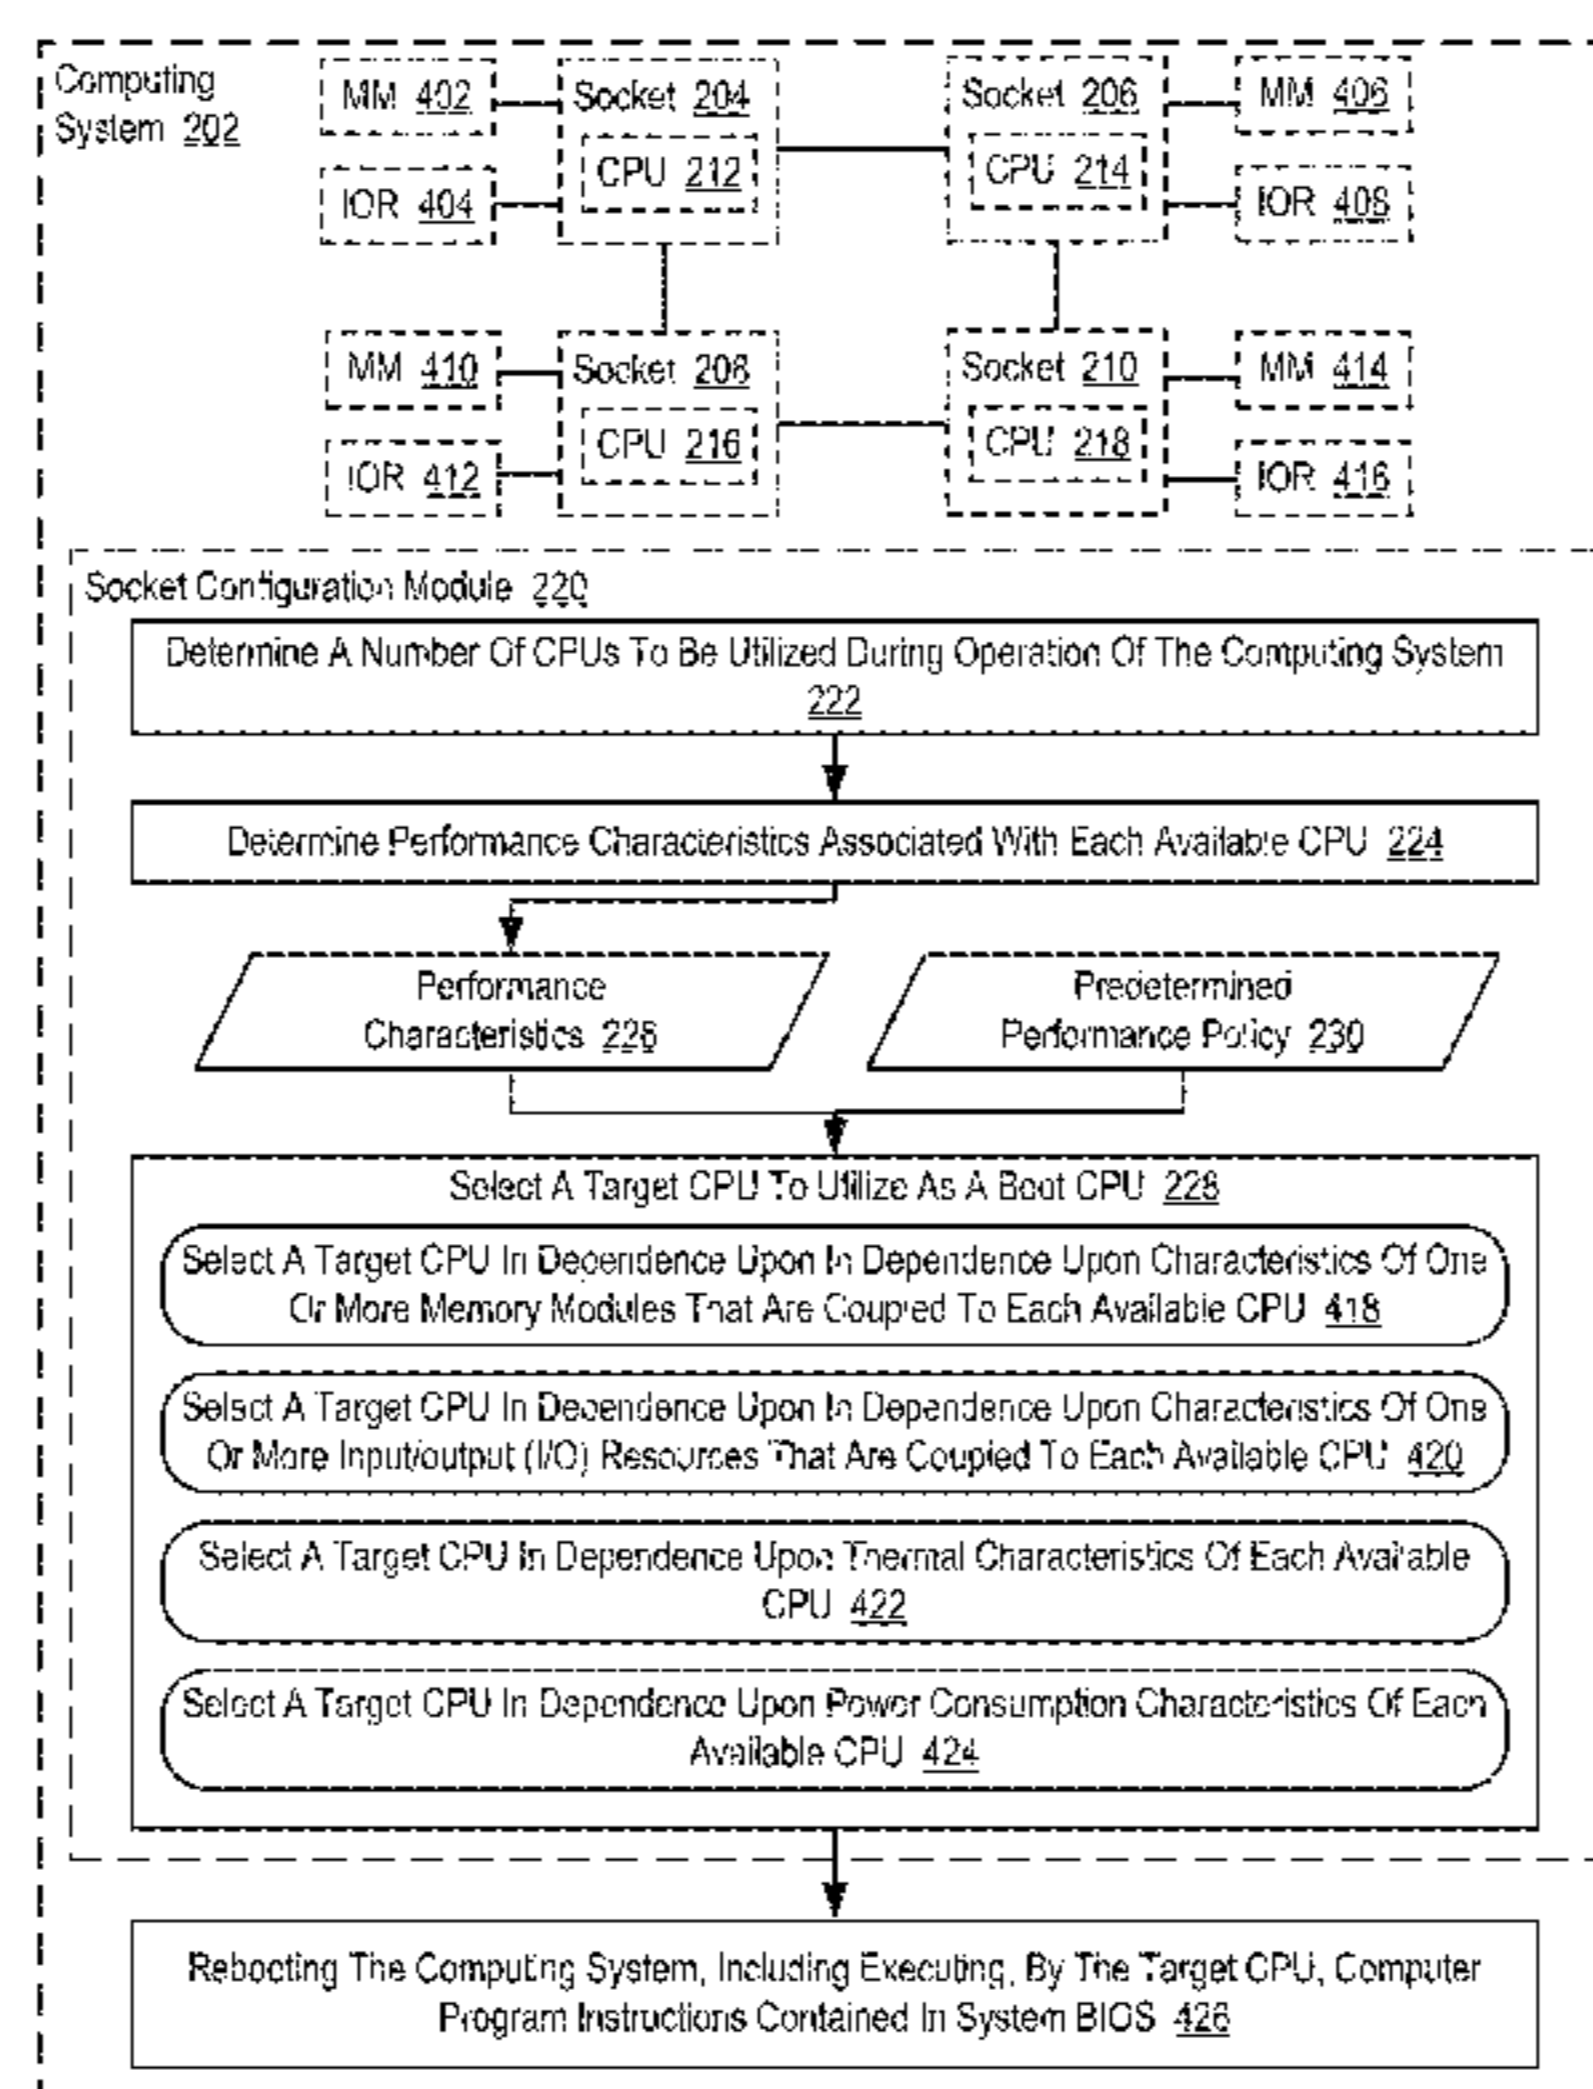 Computing
System 202
MM 402
Socket 204
Socket 206
MM 406
CPU 212
CPU 214
IOR 404
IOR 408
MM 410
Socket 208
Socket 210
MM 414
CPU 216
CPU 218
IOR 412
IOR 416
Socket Configuration Module 220
Determine A Number Of CPUs To Be Utilized During Operation Of The Computing System
222
Determine Performance Characteristics Associated With Each Available CPU 224
Performance
Characteristics 226
Predetermined
Performance Policy 230
Select A Target CPU To Utilize As A Boot CPU 228
Select A Target CPU In Dependence Upon In Dependence Upon Characteristics Of One
Or More Memory Modules That Are Coupled To Each Available CPU 418
Select A Target CPU In Dependence Upon In Dependence Upon Characteristics Of One
Or More Input/output (I/O) Resources That Are Coupled To Each Available CPU 420
Select A Target CPU In Dependence Upon Thermal Characteristics Of Each Available
CPU 422
Select A Target CPU In Dependence Upon Power Consumption Characteristics Of Each
Available CPU 424
Rebooting The Computing System, Including Executing, By The Target CPU, Computer
Program Instructions Contained In System BIOS 426